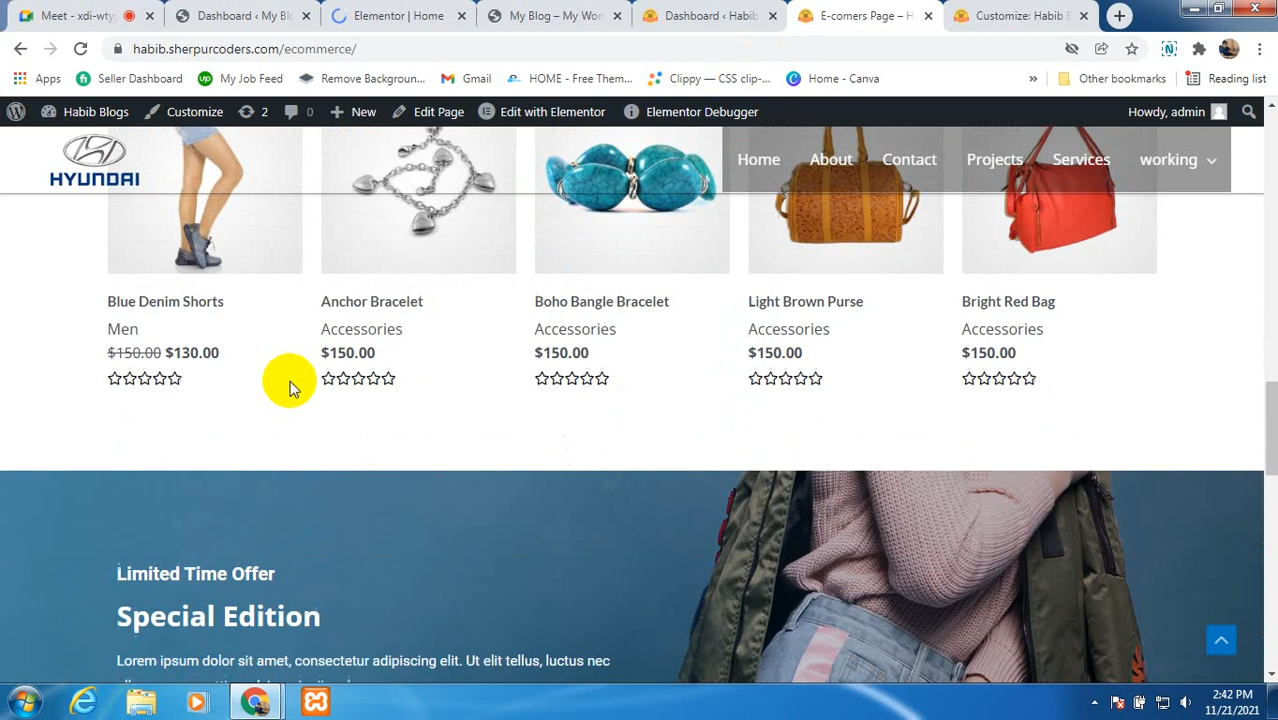 Meet - xdi-wty
Dashboard ‹ My Bl
Elementor | Home
My Blog – My Wor
Dashboard ‹ Habib
E-comers Page – H
Customize: Habib B
habib.sherpurcoders.com/ecommerce/
Apps
Seller Dashboard
My Job Feed
Remove Backgroun...
Gmail
HOME - Free Them...
Clippy — CSS clip-...
Home - Canva
»
Other bookmarks
Reading list
Habib Blogs
Customize
2
0
New
Edit Page
Edit with Elementor
Elementor Debugger
Howdy, admin
HYUNDAI
Home
About
Contact
Projects
Services
working
Blue Denim Shorts
Anchor Bracelet
Boho Bangle Bracelet
Light Brown Purse
Bright Red Bag
Men
Accessories
Accessories
Accessories
Accessories
$150.00 $130.00
$150.00
$150.00
$150.00
$150.00
Limited Time Offer
Special Edition
Lorem ipsum dolor sit amet, consectetur adipiscing elit. Ut elit tellus, luctus nec
2:42 PM
11/21/2021